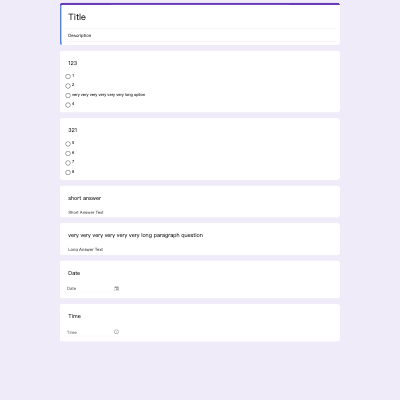 Title
Description
123
1
2
very very very very very very long option
4
321
5
6
7
8
short answer
Short Answer Text
very very very very very very long paragraph question
Long Answer Text
Date
Date
Time
Time